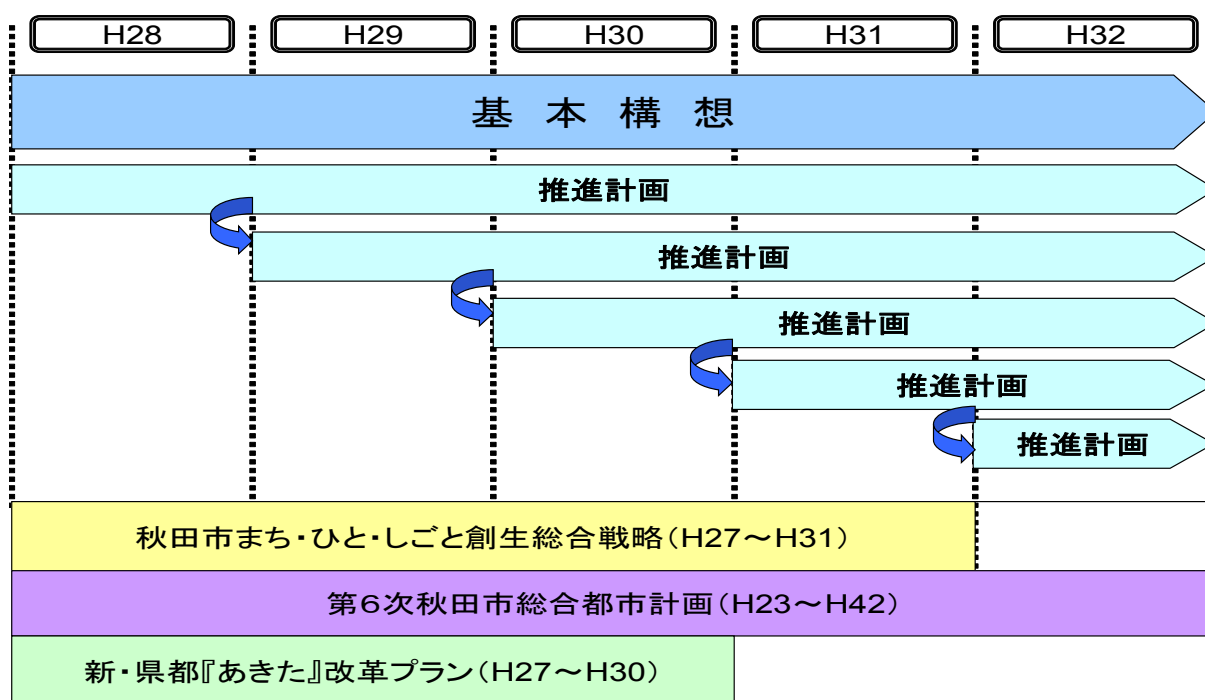 H28 H29 H30 H31 H32
基本構想
推進計画
推進計画
推進計画
推進計画
推進計画
秋田市まち・ひと・しごと創生総合戦略(H27～H31)
第6次秋田市総合都市計画(H23～H42)
新・県都『あきた』改革プラン(H27～H30)